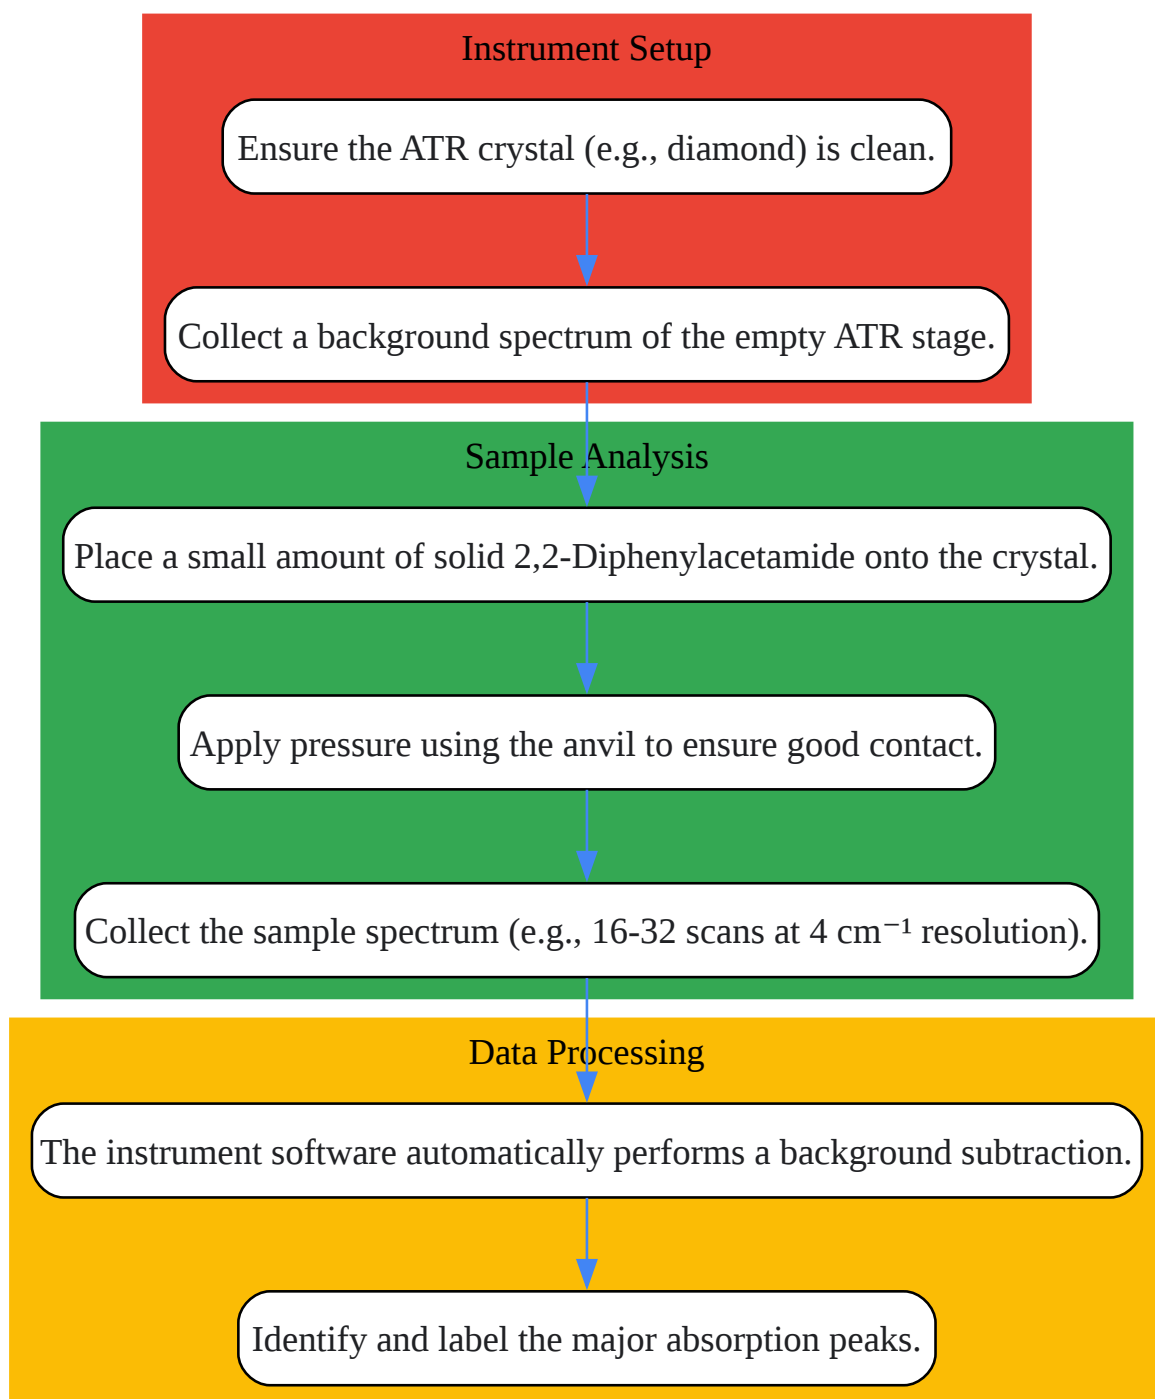 Instrument Setup
Ensure the ATR crystal (e.g., diamond) is clean.
Collect a background spectrum of the empty ATR stage.
Sample Analysis
Place a small amount of solid 2,2-Diphenylacetamide onto the crystal.
Apply pressure using the anvil to ensure good contact.
Collect the sample spectrum (e.g., 16-32 scans at 4 cm⁻¹ resolution).
Data Processing
The instrument software automatically performs a background subtraction.
Identify and label the major absorption peaks.